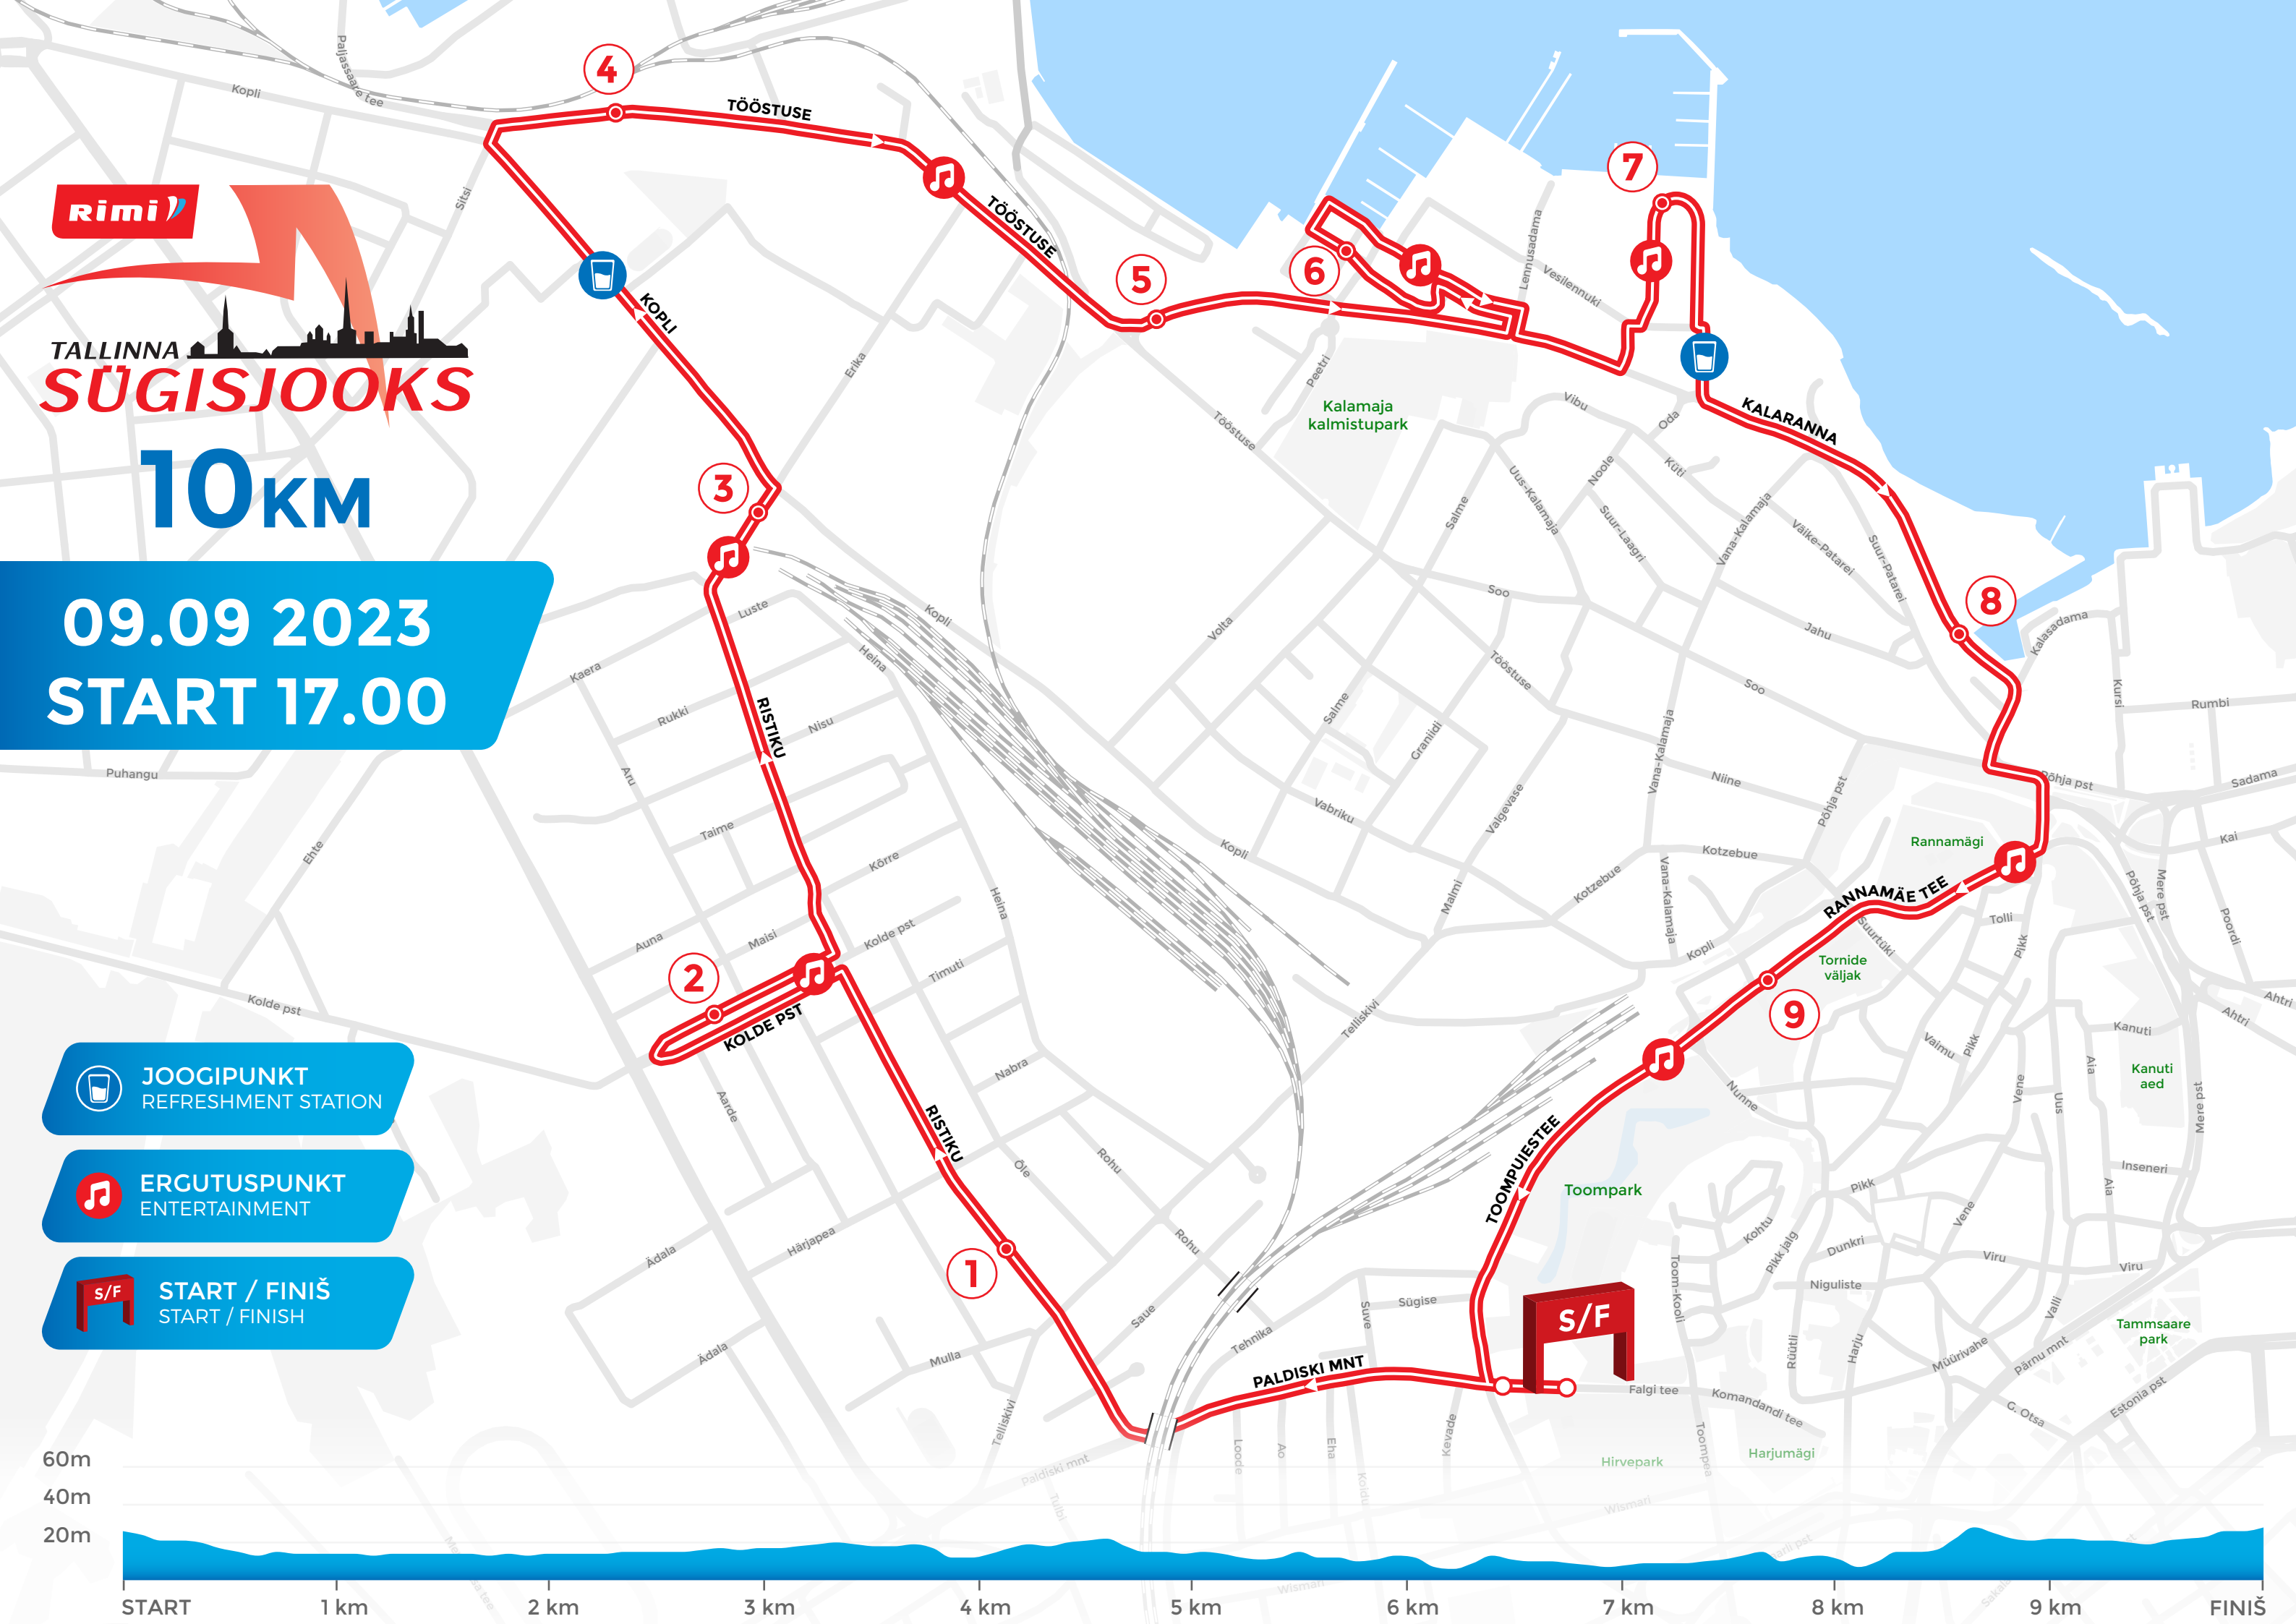 Rimi
TALLINNA
SÜGISJOOKS
10KM
09.09 2023
START 17.00
JOOGIPUNKT
REFRESHMENT STATION
ERGUTUSPUNKT
ENTERTAINMENT
S/F
START / FINIŠ
START / FINISH
Kopli
Paljassaare tee
Sitsi
4
TÖÖSTUSE
TÖÖSTUSE
KOPLI
Erika
5
6
7
Lennusadama
Vesilennuki
Peetri
Kalamaja
kalmistupark
Tööstuse
Vibu
Oda
Noole
Küti
KALARANNA
3
Luste
Kaera
Rukki
Nisu
RISTIKU
Aru
Taime
Kõrre
Heina
Kopli
Volta
Salme
Uus-Kalamaja
Suur-Laagri
Vana-Kalamaja
Väike-Patarei
Suur-Patarei
8
Soo
Jahu
Tööstuse
Soo
Salme
Graniidi
Vabriku
Valgevase
Vana-Kalamaja
Niine
Põhja pst
Kalasadama
Kursi
Rumbi
Põhja pst
Sadama
Kai
Rannamägi
RANNAMÄE TEE
Kotzebue
Kotzebue
Vana-Kalamaja
Kopli
Malmi
Kopli
Puhangu
Ehte
Kolde pst
2
Auna
Maisi
Kolde pst
Timuti
Heina
KOLDE PST
Nabra
Aarde
RISTIKU
Õle
Rohu
Rohu
Telliskivi
Ädala
Härjapea
Ädala
1
Mulla
Saue
Telliskivi
Tehnika
Paldiski mnt
Tulbi
PALDISKI MNT
Suve
Sügise
Loode
Ao
Eha
Koidu
Kevade
TOOMPUIESTEE
Toompark
S/F
Falgi tee
Komandandi tee
Hirvepark
Harjumägi
Toompea
Wismari
Wismari
9
Tornide
väljak
Suurtüki
Tolli
Pikk
Põhja pst
Mere pst
Poordi
Ahtri
Ahtri
Kanuti
Kanuti
aed
Mere pst
Vaimu
Pikk
Vene
Uus
Aia
Nunne
Inseneri
Aia
Pikk
Vene
Kohtu
Pikk jalg
Toom-Kooli
Dunkri
Niguliste
Viru
Viru
Rüütli
Harju
Valli
Müürivahe
Pärnu mnt
Tammsaare
park
Estonia pst
G. Otsa
60m
40m
20m
START
1 km
2 km
3 km
4 km
5 km
6 km
7 km
8 km
9 km
FINIŠ